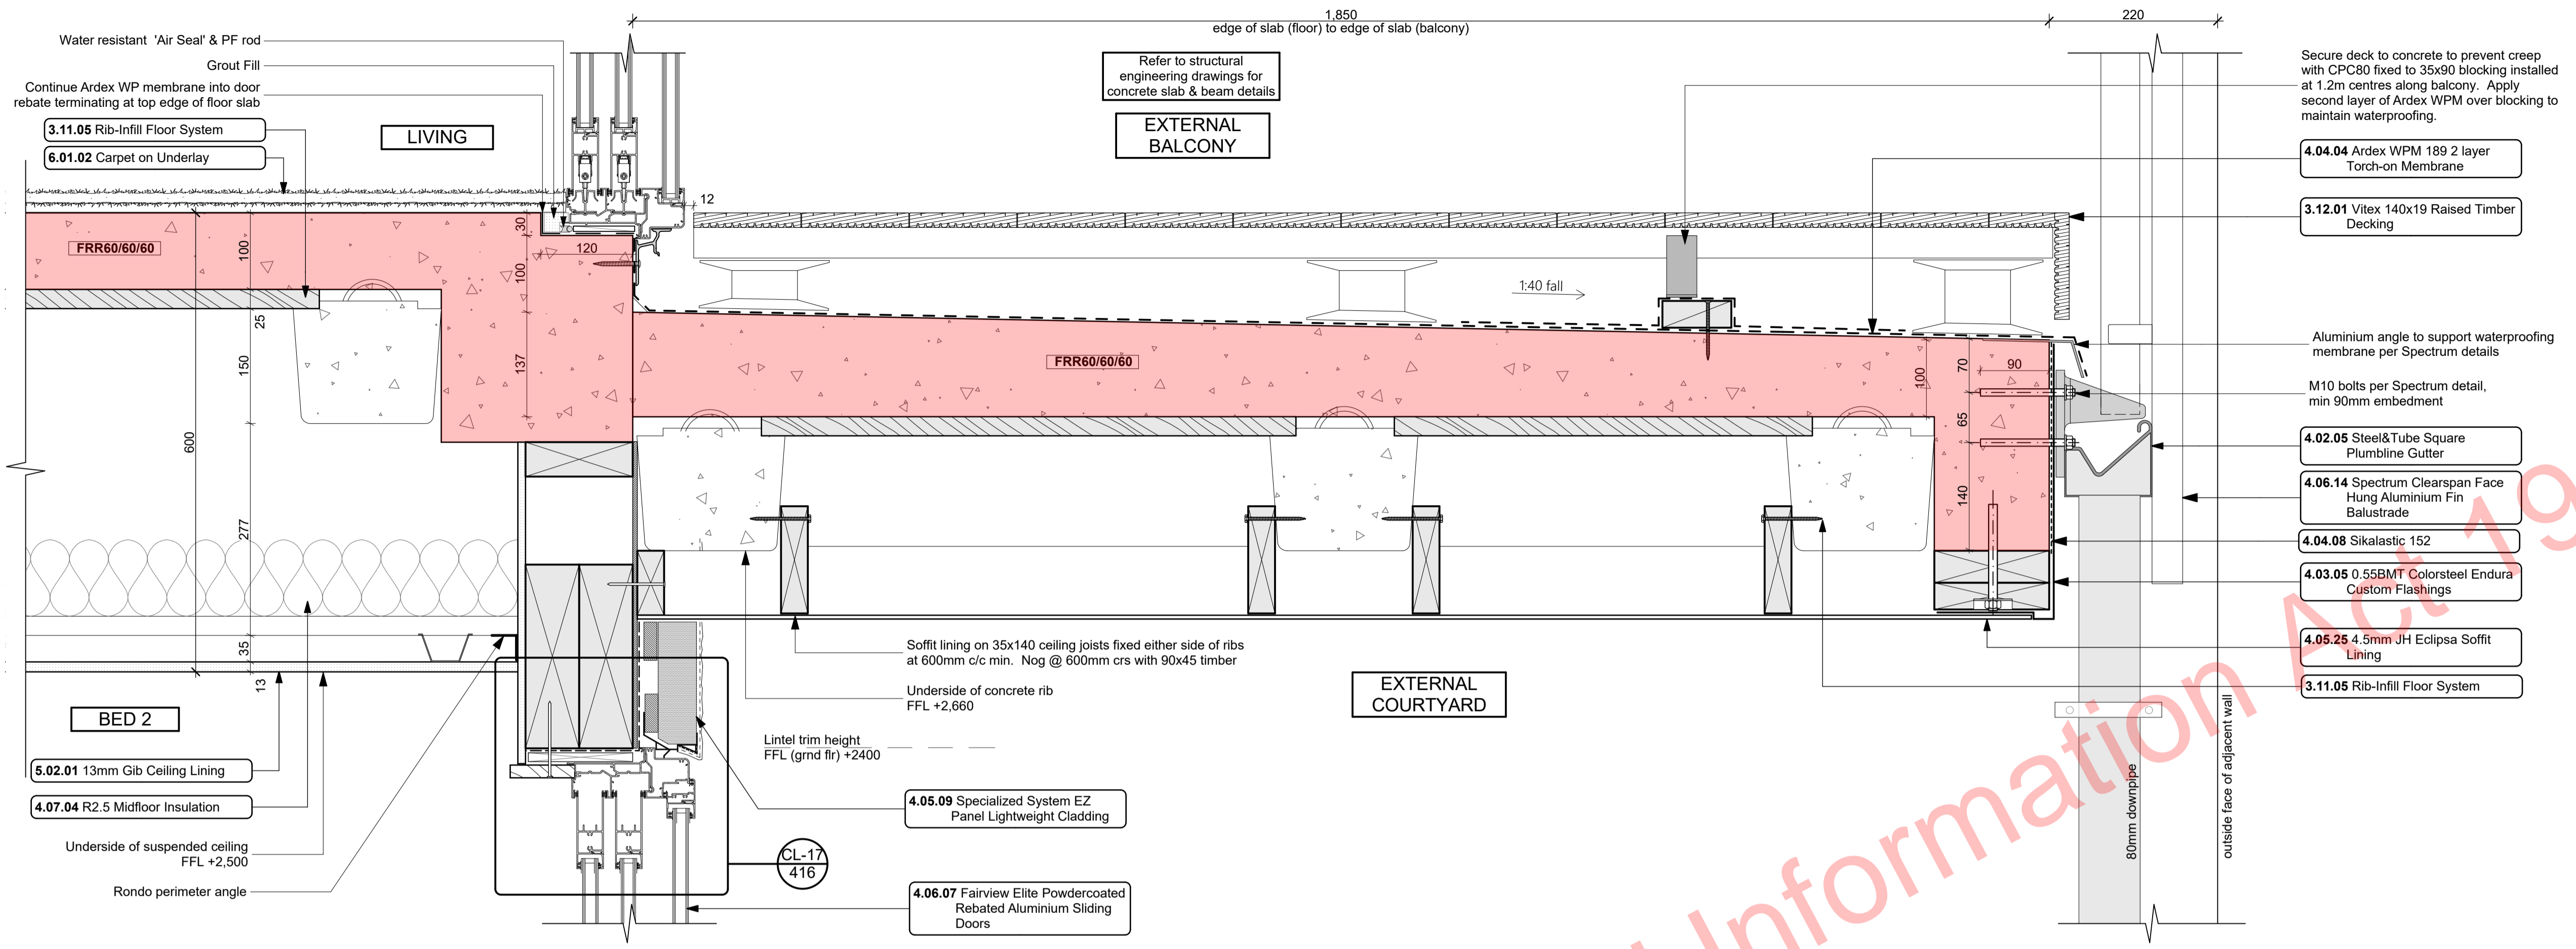 1,850
edge of slab (floor) to edge of slab (balcony)
220
Water resistant 'Air Seal' & PF rod
Grout Fill
Continue Ardex WP membrane into door
rebate terminating at top edge of floor slab
3.11.05 Rib-Infill Floor System
6.01.02 Carpet on Underlay
LIVING
Refer to structural
engineering drawings for
concrete slab & beam details
EXTERNAL
BALCONY
Secure deck to concrete to prevent creep
with CPC80 fixed to 35x90 blocking installed
at 1.2m centres along balcony. Apply
second layer of Ardex WPM over blocking to
maintain waterproofing.
4.04.04 Ardex WPM 189 2 layer
Torch-on Membrane
3.12.01 Vitex 140x19 Raised Timber
Decking
12
30
120
100
137
FRR60/60/60
100
25
150
600
277
35
13
1:40 fall
FRR60/60/60
100
70
90
65
140
Aluminium angle to support waterproofing
membrane per Spectrum details
M10 bolts per Spectrum detail,
min 90mm embedment
4.02.05 Steel&Tube Square
Plumbline Gutter
4.06.14 Spectrum Clearspan Face
Hung Aluminium Fin
Balustrade
4.04.08 Sikalastic 152
4.03.05 0.55BMT Colorsteel Endura
Custom Flashings
4.05.25 4.5mm JH Eclipsa Soffit
Lining
3.11.05 Rib-Infill Floor System
Soffit lining on 35x140 ceiling joists fixed either side of ribs
at 600mm c/c min. Nog @ 600mm crs with 90x45 timber
Underside of concrete rib
FFL +2,660
Lintel trim height
FFL (grnd flr) +2400
EXTERNAL
COURTYARD
BED 2
5.02.01 13mm Gib Ceiling Lining
4.07.04 R2.5 Midfloor Insulation
Underside of suspended ceiling
FFL +2,500
Rondo perimeter angle
4.05.09 Specialized System EZ
Panel Lightweight Cladding
CL-17
416
4.06.07 Fairview Elite Powdercoated
Rebated Aluminium Sliding
Doors
80mm downpipe
outside face of adjacent wall
Information Act 19